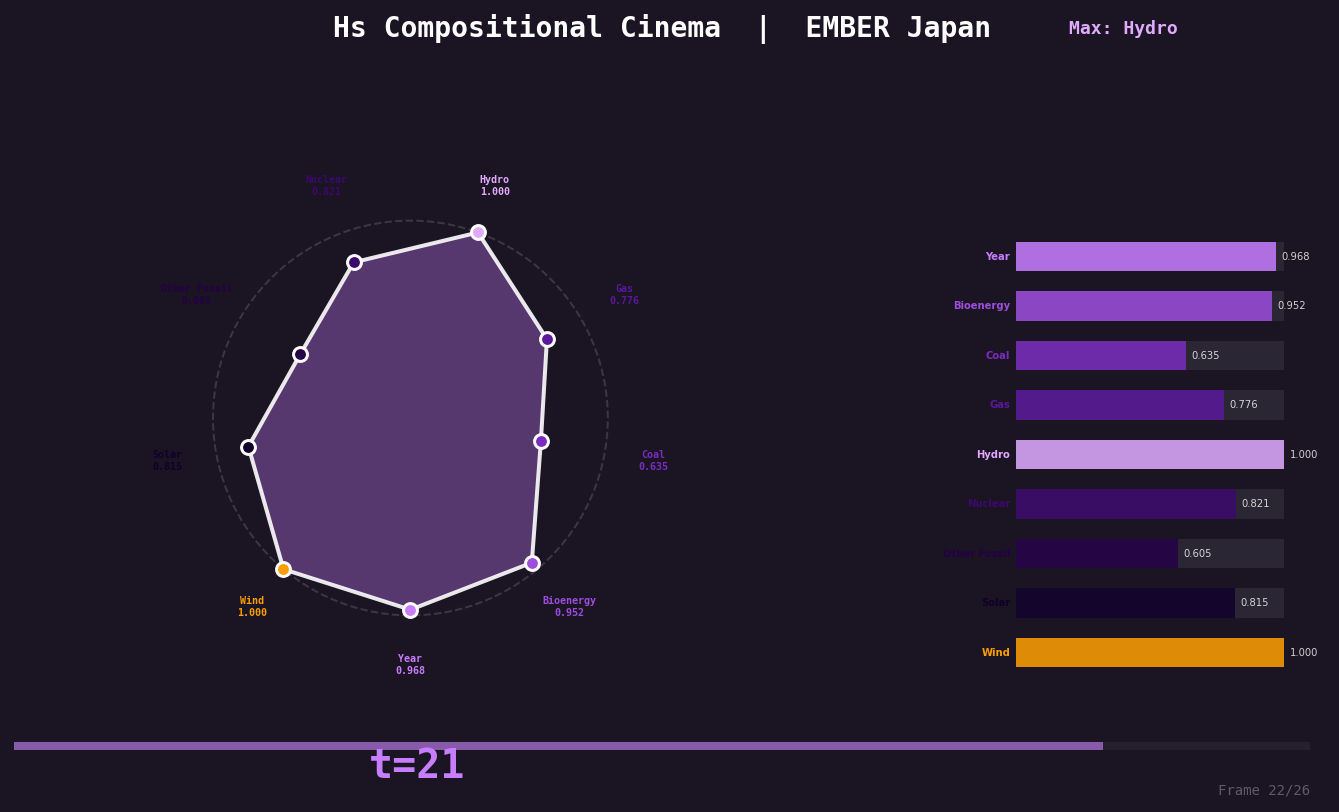 Hs Compositional Cinema | EMBER Japan
Max: Hydro
Nuclear
0.821
Hydro
1.000
Other Fossil
0.605
Gas
0.776
Solar
0.815
Coal
0.635
Wind
1.000
Bioenergy
0.952
Year
0.968
Year 0.968
Bioenergy 0.952
Coal 0.635
Gas 0.776
Hydro 1.000
Nuclear 0.821
Other Fossil 0.605
Solar 0.815
Wind 1.000
t=21
Frame 22/26